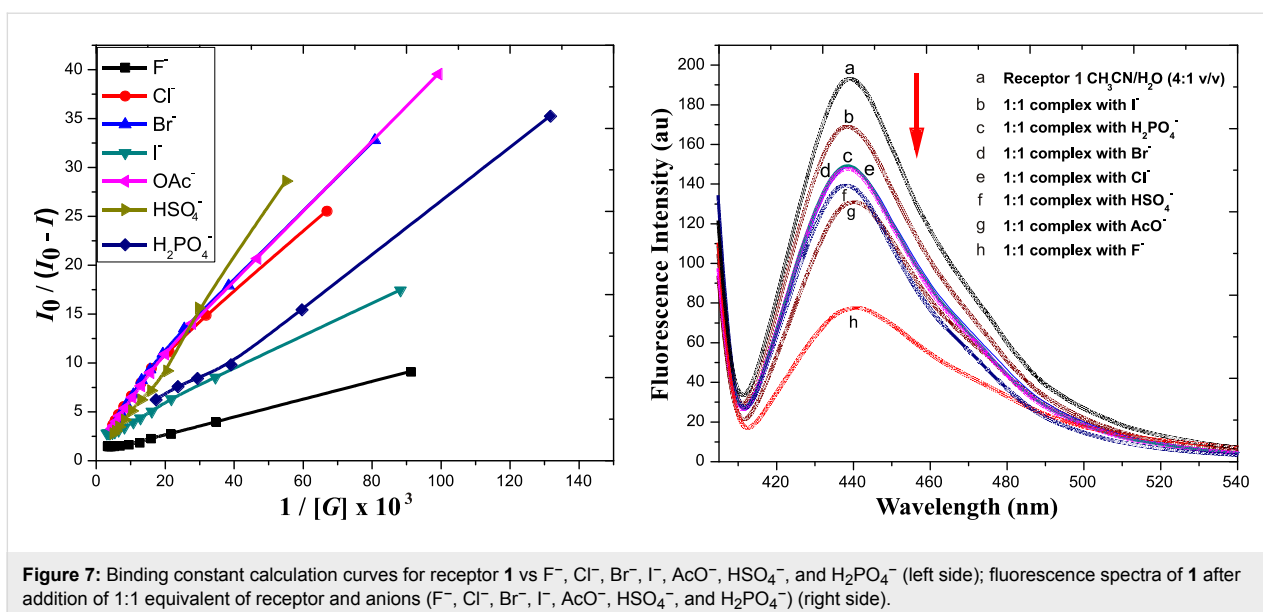 F⁻
Cl⁻
Br⁻
I⁻
OAc⁻
HSO₄⁻
H₂PO₄⁻
I₀ / (I₀ - I)
40
35
30
25
20
15
10
5
0
0 20 40 60 80 100 120 140
1 / [G] x 10³
Fluorescence Intensity (au)
200
180
160
140
120
100
80
60
40
20
0
420 440 460 480 500 520 540
Wavelength (nm)
a
b
c
d e
f
g
h
a Receptor 1 CH₃CN/H₂O (4:1 v/v)
b 1:1 complex with I⁻
c 1:1 complex with H₂PO₄⁻
d 1:1 complex with Br⁻
e 1:1 complex with Cl⁻
f 1:1 complex with HSO₄⁻
g 1:1 complex with AcO⁻
h 1:1 complex with F⁻
Figure 7: Binding constant calculation curves for receptor 1 vs F⁻, Cl⁻, Br⁻, I⁻, AcO⁻, HSO₄⁻, and H₂PO₄⁻ (left side); fluorescence spectra of 1 after
addition of 1:1 equivalent of receptor and anions (F⁻, Cl⁻, Br⁻, I⁻, AcO⁻, HSO₄⁻, and H₂PO₄⁻) (right side).